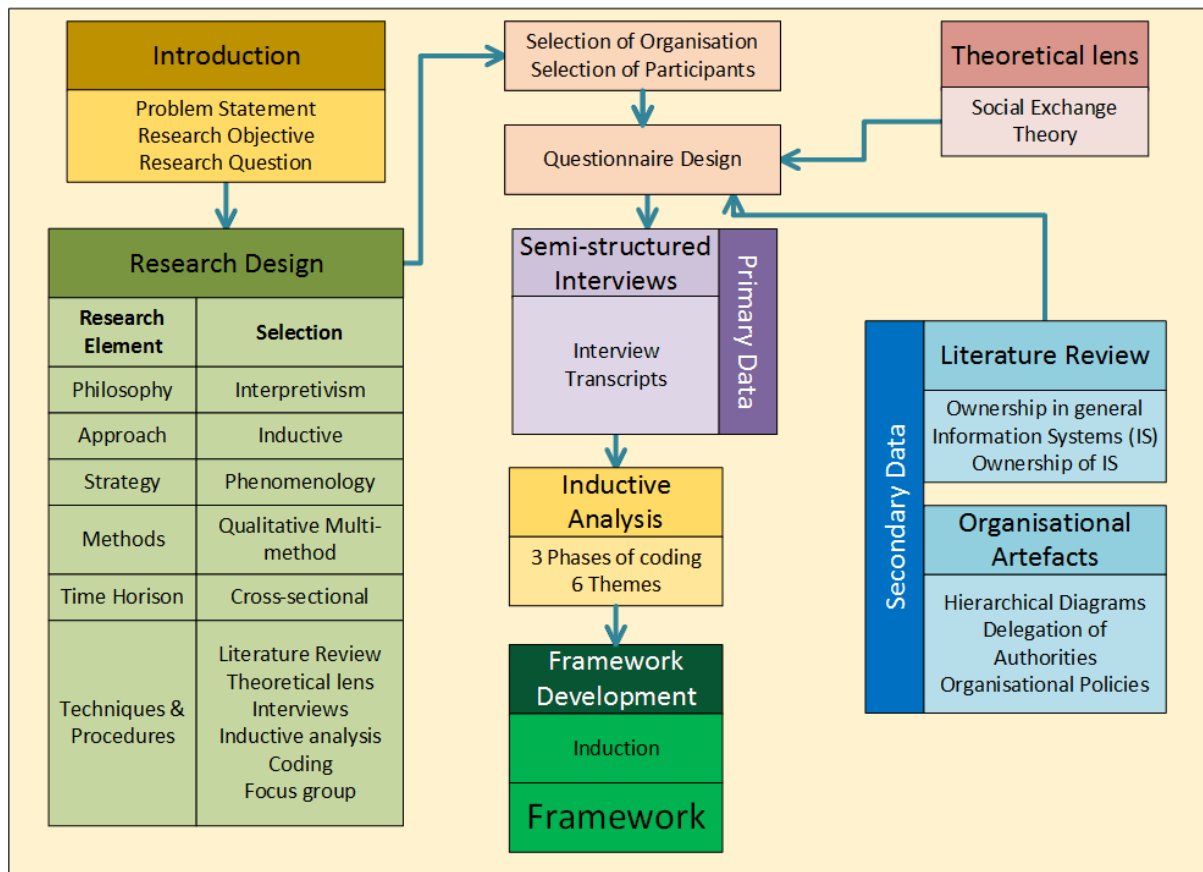 Introduction
Problem Statement
Research Objective
Research Question
Research Design
Research
Element
Selection
Philosophy
Interpretivism
Approach
Inductive
Strategy
Phenomenology
Methods
Qualitative Multi-
method
Time Horison
Cross-sectional
Techniques &
Procedures
Literature Review
Theoretical lens
Interviews
Inductive analysis
Coding
Focus group
Selection of Organisation
Selection of Participants
Questionnaire Design
Semi-structured
Interviews
Interview
Transcripts
Primary Data
Inductive
Analysis
3 Phases of coding
6 Themes
Framework
Development
Induction
Framework
Theoretical lens
Social Exchange
Theory
Secondary Data
Literature Review
Ownership in general
Information Systems (IS)
Ownership of IS
Organisational
Artefacts
Hierarchical Diagrams
Delegation of
Authorities
Organisational Policies